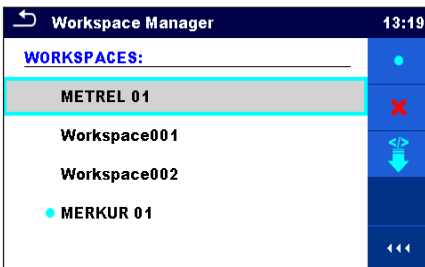 Workspace Manager 13:19
WORKSPACES:
METREL 01
Workspace001
Workspace002
MERKUR 01